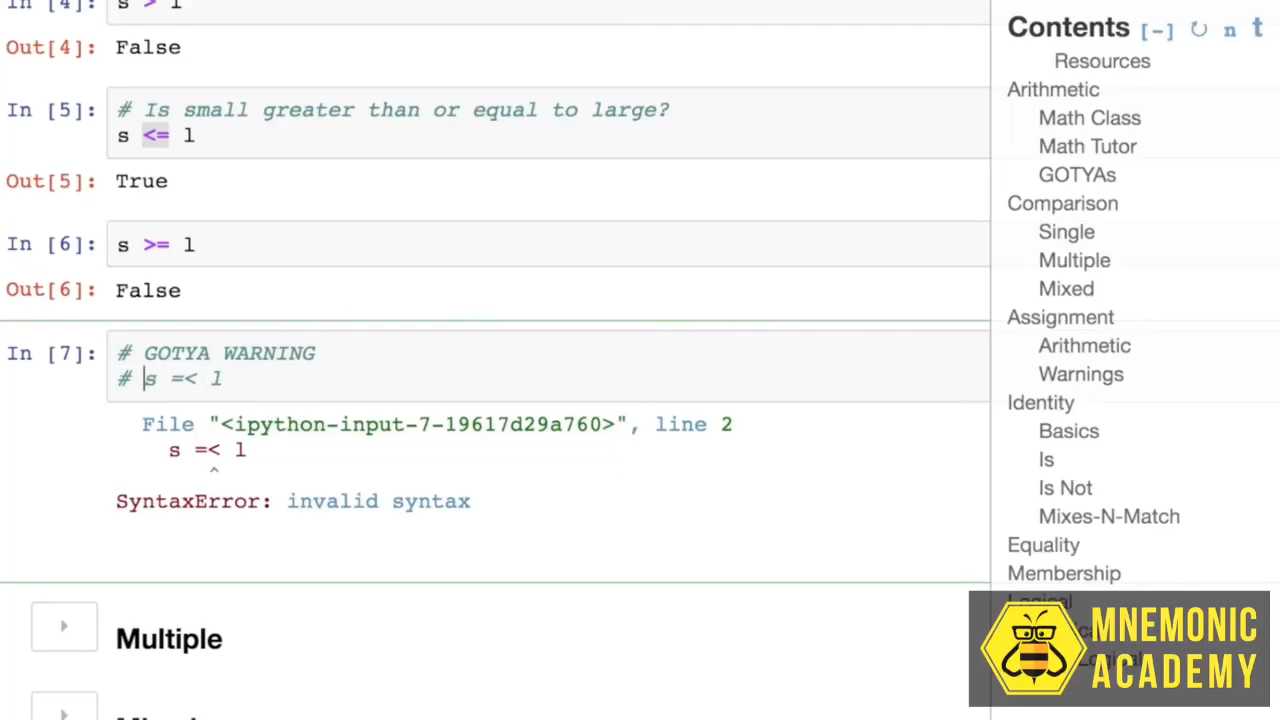 In [4]: s > l
Out[4]: False
In [5]: # Is small greater than or equal to large?
s <= l
Out[5]: True
In [6]: s >= l
Out[6]: False
In [7]: # GOTYA WARNING
# s =< l
File "<ipython-input-7-19617d29a760>", line 2
s =< l
^
SyntaxError: invalid syntax
Multiple
Contents [-] ↻ n t
Resources
Arithmetic
Math Class
Math Tutor
GOTYAs
Comparison
Single
Multiple
Mixed
Assignment
Arithmetic
Warnings
Identity
Basics
Is
Is Not
Mixes-N-Match
Equality
Membership
Logical
MNEMONIC
ACADEMY